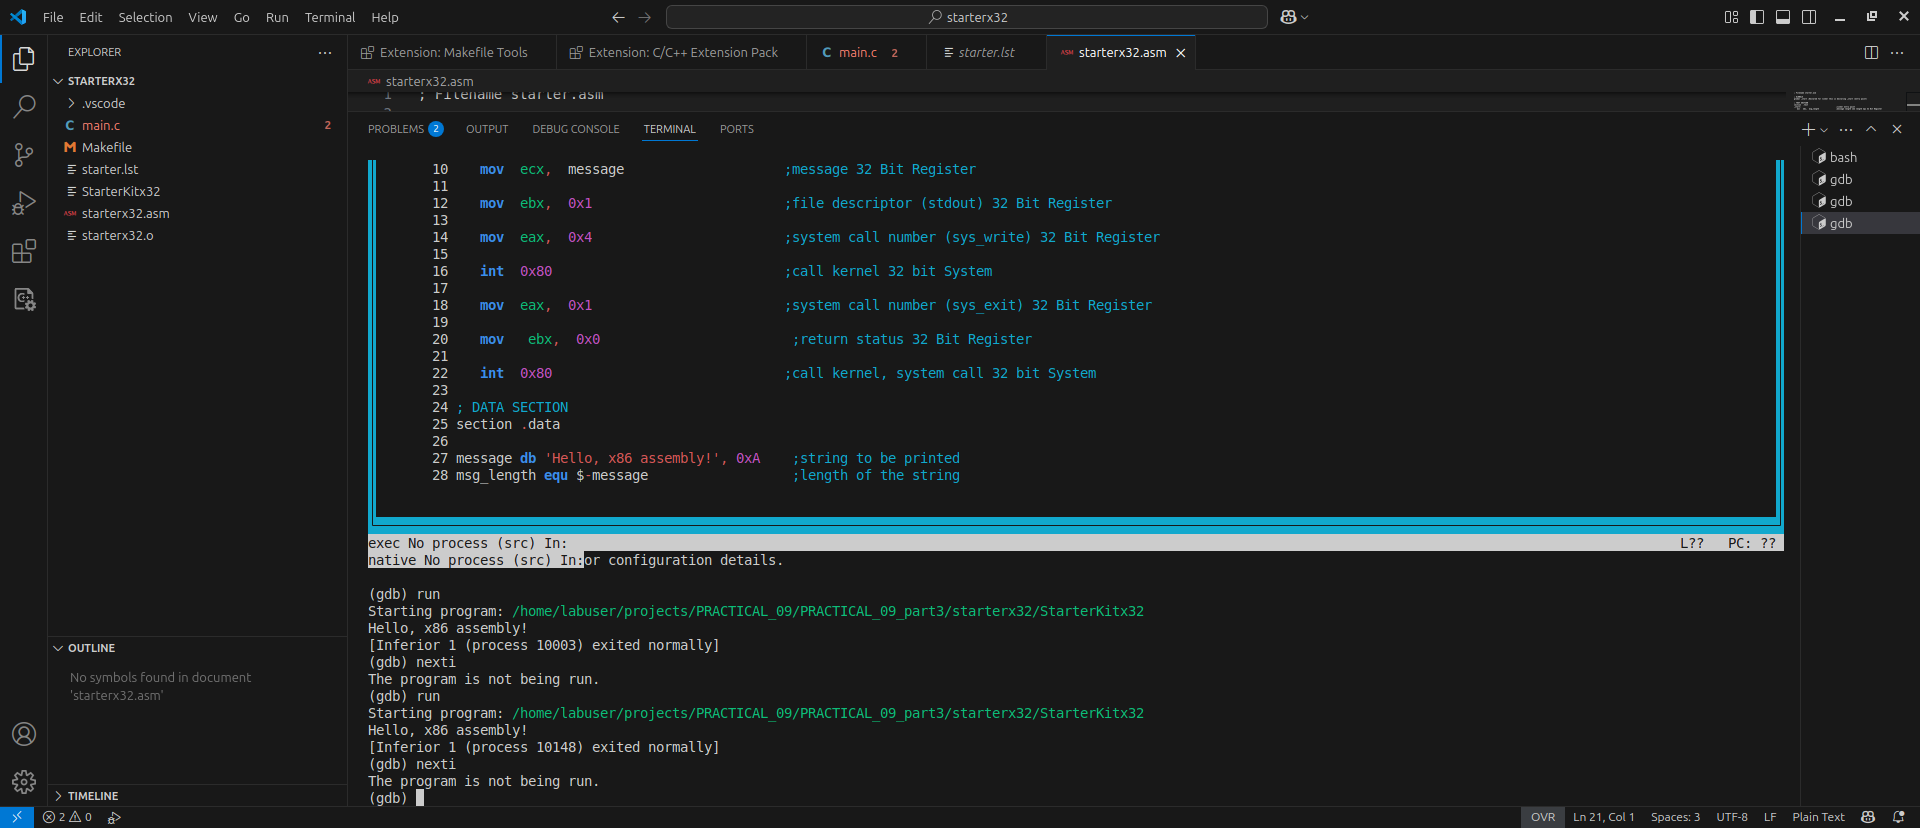 File Edit Selection View Go Run Terminal Help
starterx32
EXPLORER ···
STARTERX32
.vscode
main.c 2
Makefile
starter.lst
StarterKitx32
starterx32.asm
starterx32.o
OUTLINE
No symbols found in document
'starterx32.asm'
TIMELINE
Extension: Makefile Tools
Extension: C/C++ Extension Pack
main.c 2
starter.lst
ASM starterx32.asm
ASM starterx32.asm
1 ; Filename starter.asm
PROBLEMS 2 OUTPUT DEBUG CONSOLE TERMINAL PORTS
10 mov ecx, message ;message 32 Bit Register
11
12 mov ebx, 0x1 ;file descriptor (stdout) 32 Bit Register
13
14 mov eax, 0x4 ;system call number (sys_write) 32 Bit Register
15
16 int 0x80 ;call kernel 32 bit System
17
18 mov eax, 0x1 ;system call number (sys_exit) 32 Bit Register
19
20 mov ebx, 0x0 ;return status 32 Bit Register
21
22 int 0x80 ;call kernel, system call 32 bit System
23
24 ; DATA SECTION
25 section .data
26
27 message db 'Hello, x86 assembly!', 0xA ;string to be printed
28 msg_length equ $-message ;length of the string
exec No process (src) In: L?? PC: ??
native No process (src) In:or configuration details.
(gdb) run
Starting program: /home/labuser/projects/PRACTICAL_09/PRACTICAL_09_part3/starterx32/StarterKitx32
Hello, x86 assembly!
[Inferior 1 (process 10003) exited normally]
(gdb) nexti
The program is not being run.
(gdb) run
Starting program: /home/labuser/projects/PRACTICAL_09/PRACTICAL_09_part3/starterx32/StarterKitx32
Hello, x86 assembly!
[Inferior 1 (process 10148) exited normally]
(gdb) nexti
The program is not being run.
(gdb)
bash
gdb
gdb
gdb
2 0
OVR Ln 21, Col 1 Spaces: 3 UTF-8 LF Plain Text